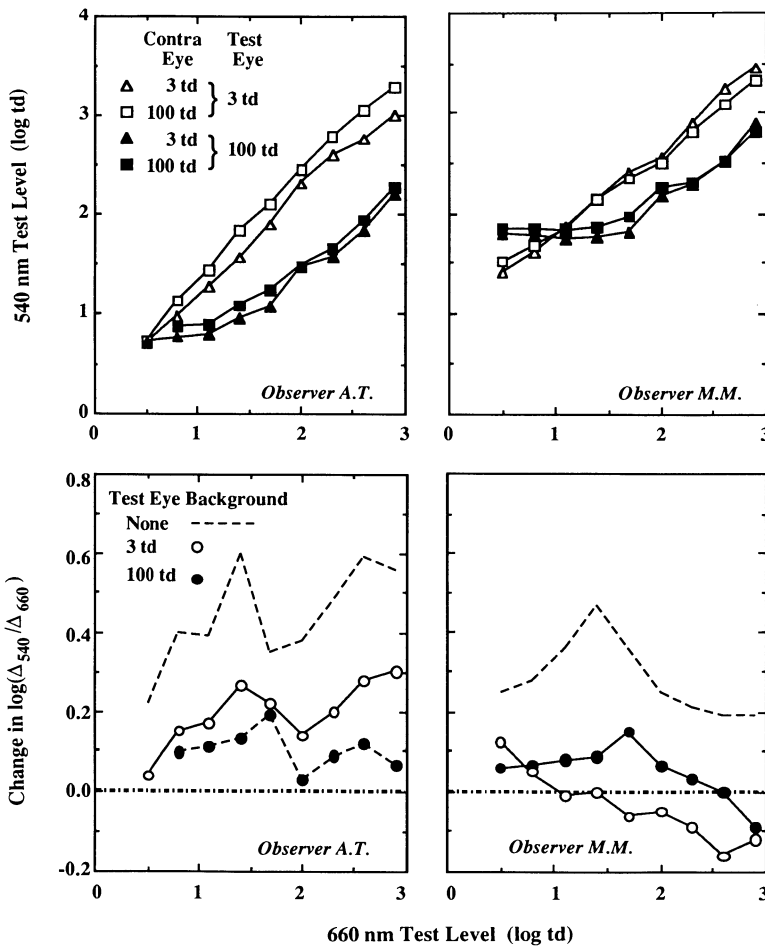 4
3
2
1
0
540 nm Test Level (log td)
Contra Test
Eye Eye
△ 3 td } 3 td
□ 100 td
▲ 3 td } 100 td
■ 100 td
Observer A.T.
0 1 2 3
Observer M.M.
0 1 2 3
0.8
0.6
0.4
0.2
0.0
-0.2
Change in log(Δ540/Δ660)
Test Eye Background
None
3 td ○
100 td ●
Observer A.T.
0 1 2 3
Observer M.M.
0 1 2 3
660 nm Test Level (log td)